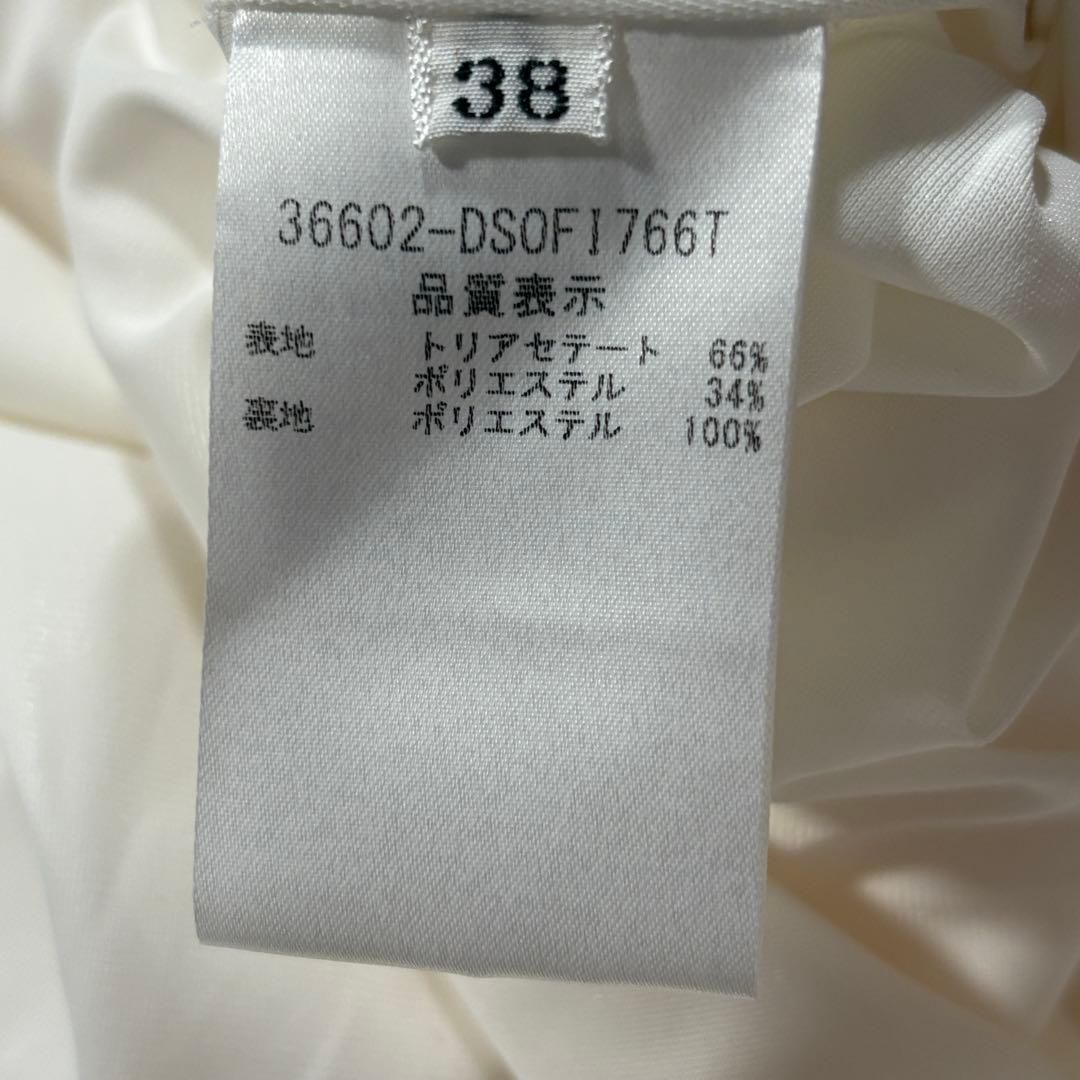 38
36602-DSOFI766T
品質表示
表地 トリアセテート 66%
ポリエステル 34%
裏地 ポリエステル 100%